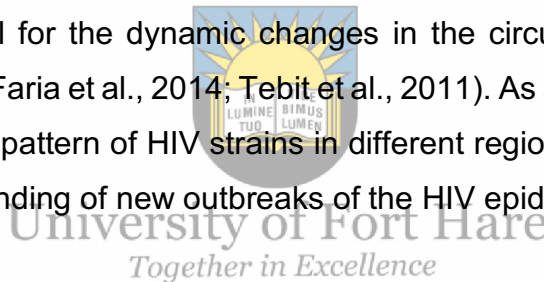 l for the dynamic changes in the circu
Faria et al., 2014; Tebit et al., 2011). As
IN LUMINE BIMUS
TUO LUMEN
pattern of HIV strains in different regio
nding of new outbreaks of the HIV epid
University of Fort Hare
Together in Excellence